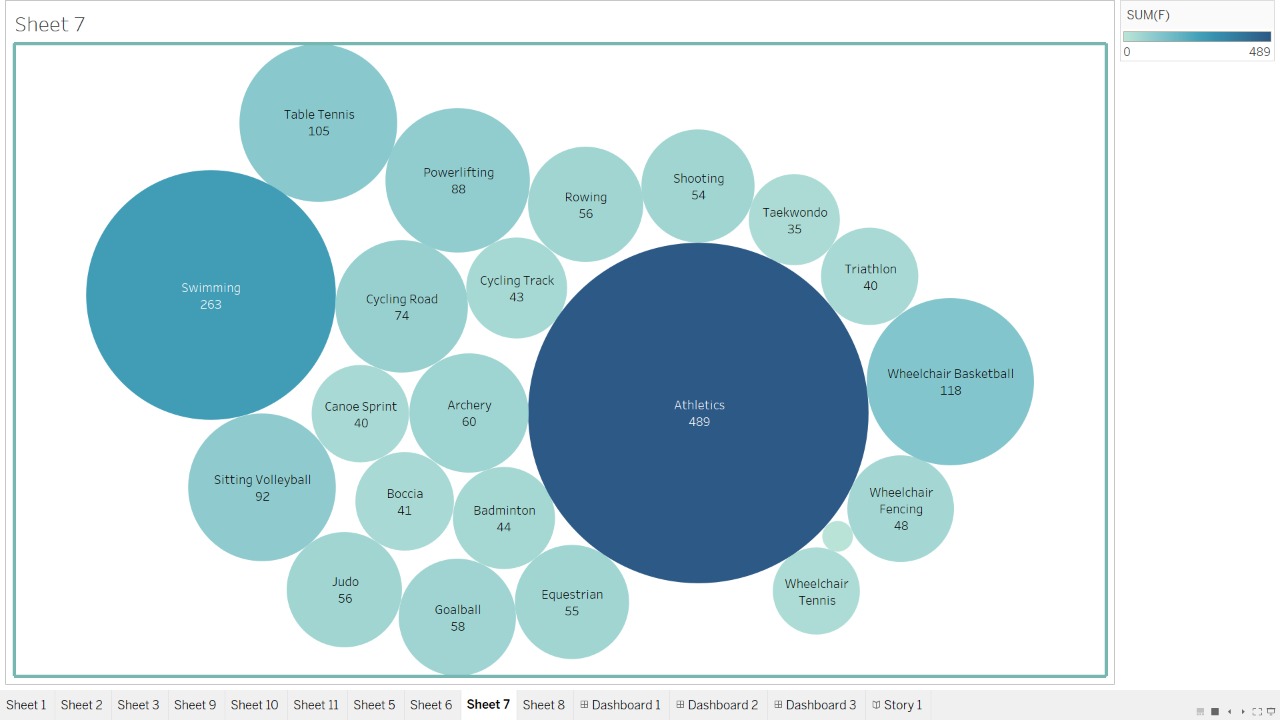 Sheet 7
SUM(F)
0 489
Table Tennis
105
Powerlifting
88
Rowing
56
Shooting
54
Taekwondo
35
Triathlon
40
Swimming
263
Cycling Road
74
Cycling Track
43
Wheelchair Basketball
118
Canoe Sprint
40
Archery
60
Athletics
489
Sitting Volleyball
92
Boccia
41
Badminton
44
Wheelchair
Fencing
48
Judo
56
Goalball
58
Equestrian
55
Wheelchair
Tennis
Sheet 1 Sheet 2 Sheet 3 Sheet 9 Sheet 10 Sheet 11 Sheet 5 Sheet 6 Sheet 7 Sheet 8 Dashboard 1 Dashboard 2 Dashboard 3 Story 1